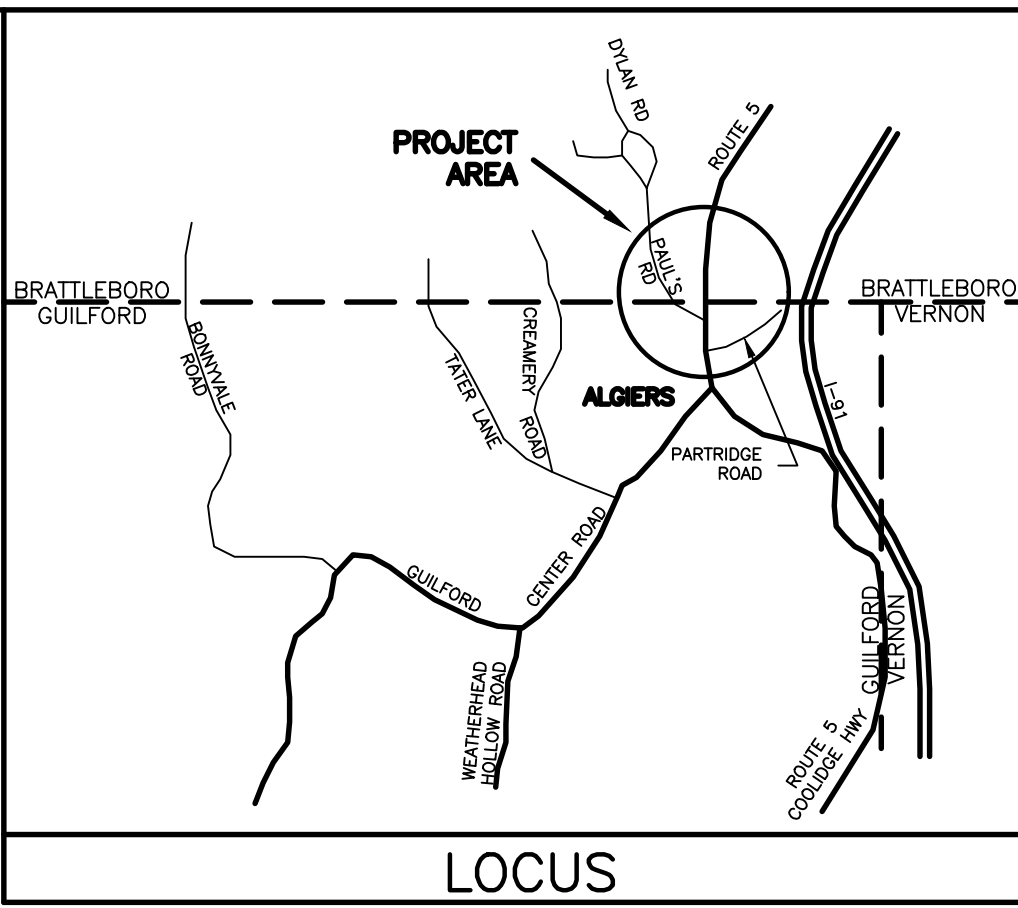 DYLAN RD
ROUTE 5
PROJECT
AREA
PAUL'S
RD
BRATTLEBORO
GUILFORD
BRATTLEBORO
VERNON
BONNYVALE
ROAD
TATER LANE
CREAMERY ROAD
ALGIERS
I-91
PARTRIDGE
ROAD
GUILFORD
CENTER ROAD
WEATHERHEAD
HOLLOW ROAD
GUILFORD
VERNON
ROUTE 5
COOLIDGE HWY
LOCUS